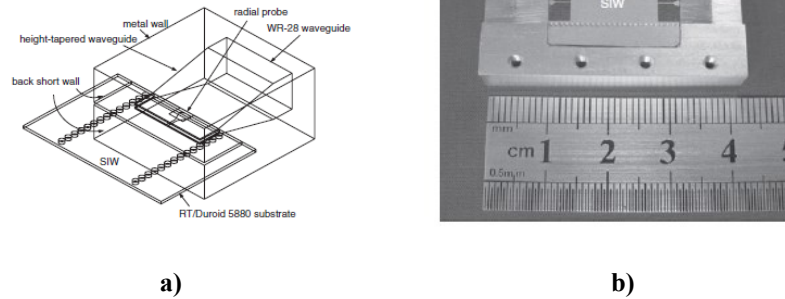 metal wall
radial probe
height-tapered waveguide
WR-28 waveguide
back short wall
SIW
RT/Duroid 5880 substrate
SIW
mm
cm 1 2 3 4
0.5mm
a)
b)